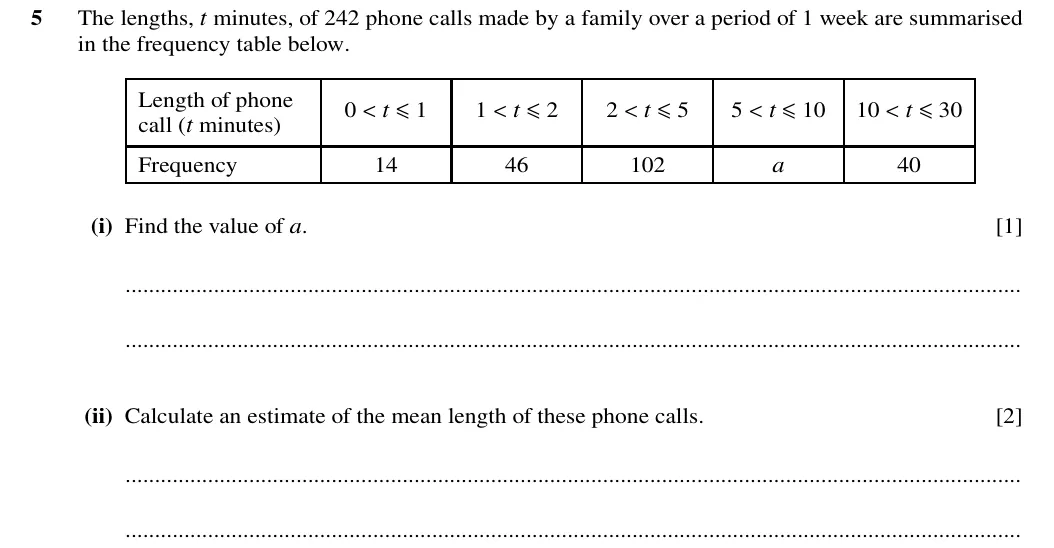 5 The lengths, t minutes, of 242 phone calls made by a family over a period of 1 week are summarised
in the frequency table below.
Length of phone
call (t minutes) 0 < t ⩽ 1 1 < t ⩽ 2 2 < t ⩽ 5 5 < t ⩽ 10 10 < t ⩽ 30
Frequency 14 46 102 a 40
(i) Find the value of a. [1]
(ii) Calculate an estimate of the mean length of these phone calls. [2]